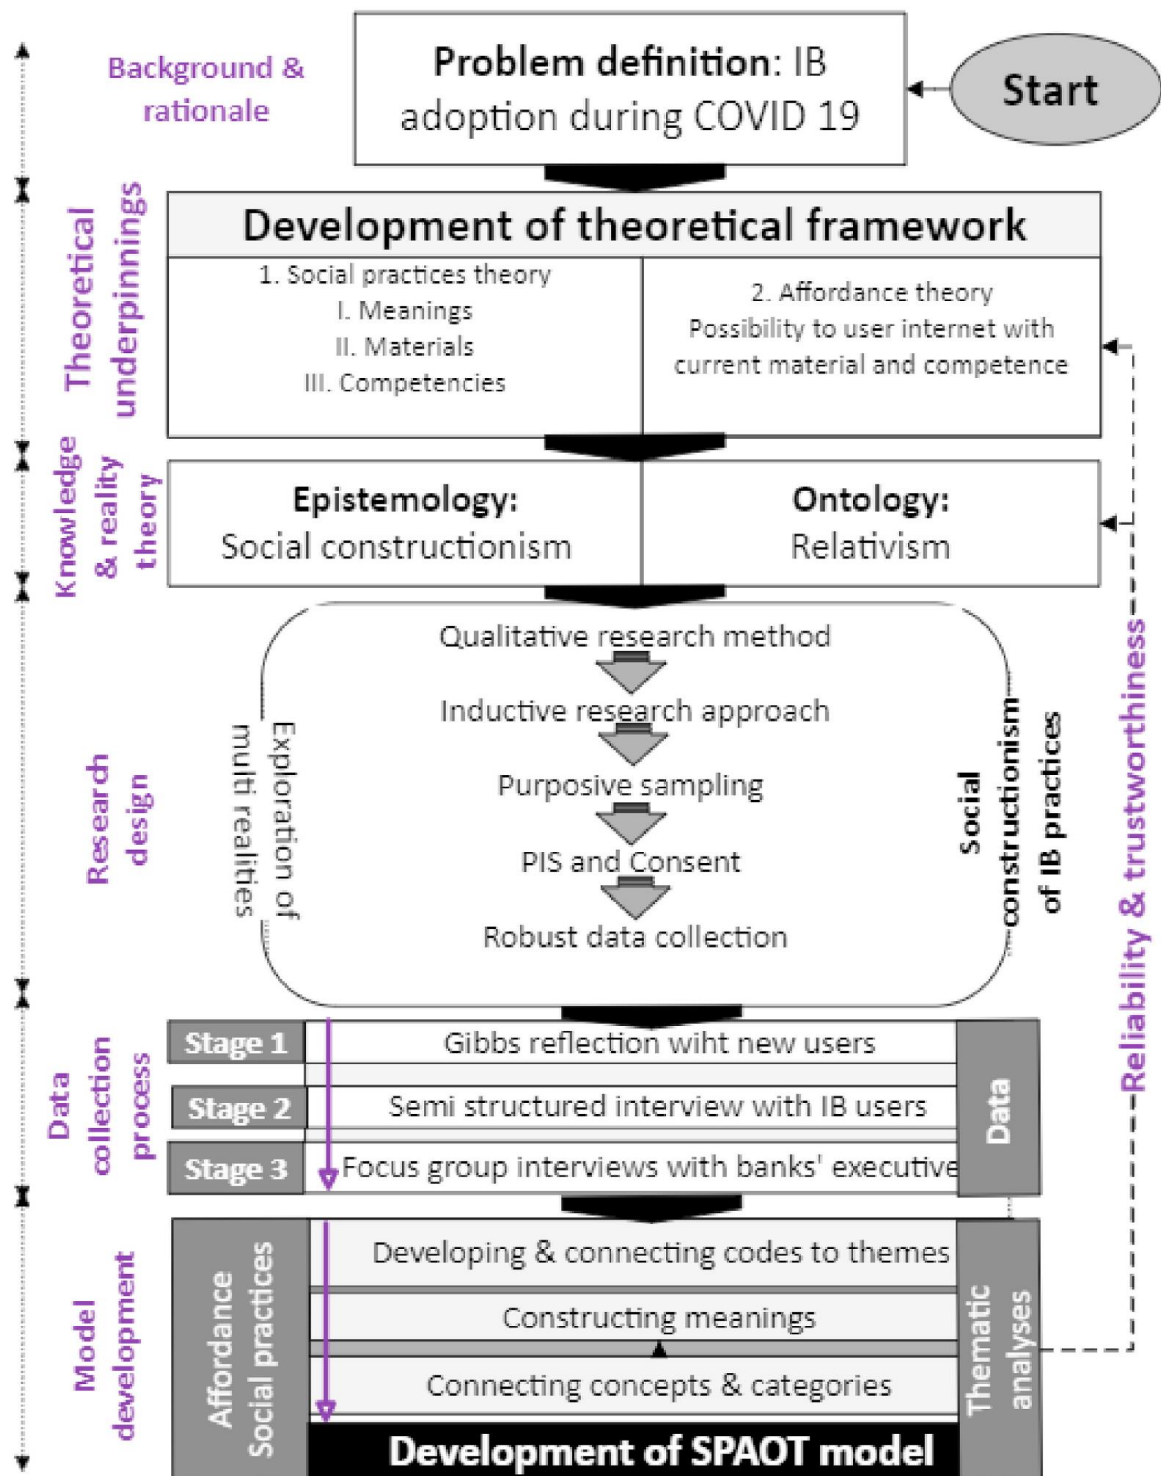 Background &
rationale
Problem definition: IB
adoption during COVID 19
Start
Theoretical
underpinnings
Development of theoretical framework
1. Social practices theory
I. Meanings
II. Materials
III. Competencies
2. Affordance theory
Possibility to user internet with
current material and competence
Knowledge
& reality
theory
Epistemology:
Social constructionism
Ontology:
Relativism
Research
design
Exploration of
multi realities
Qualitative research method
Inductive research approach
Purposive sampling
PIS and Consent
Robust data collection
Social
constructionism
of IB practices
Reliability & trustworthiness
Data
collection
process
Stage 1
Gibbs reflection wiht new users
Stage 2
Semi structured interview with IB users
Stage 3
Focus group interviews with banks' executive
Data
Model
development
Affordance
Social practices
Developing & connecting codes to themes
Constructing meanings
Connecting concepts & categories
Thematic
analyses
Development of SPAOT model